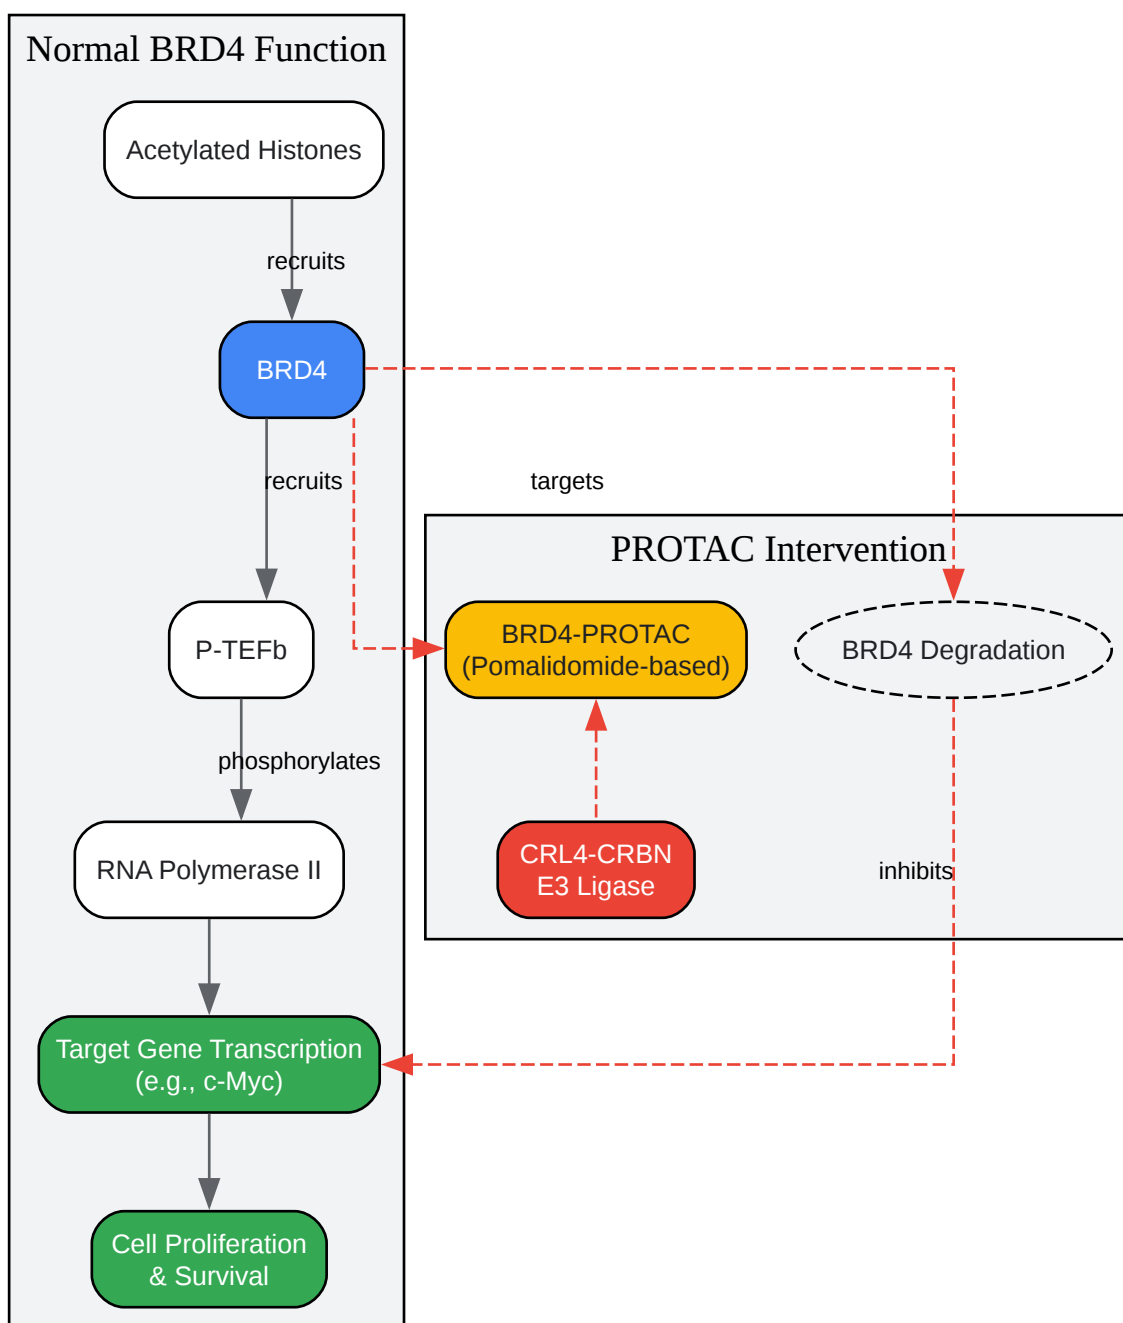 Normal BRD4 Function
Acetylated Histones
recruits
BRD4
recruits
targets
PROTAC Intervention
P-TEFb
BRD4-PROTAC
(Pomalidomide-based)
BRD4 Degradation
phosphorylates
RNA Polymerase II
CRL4-CRBN
E3 Ligase
inhibits
Target Gene Transcription
(e.g., c-Myc)
Cell Proliferation
& Survival